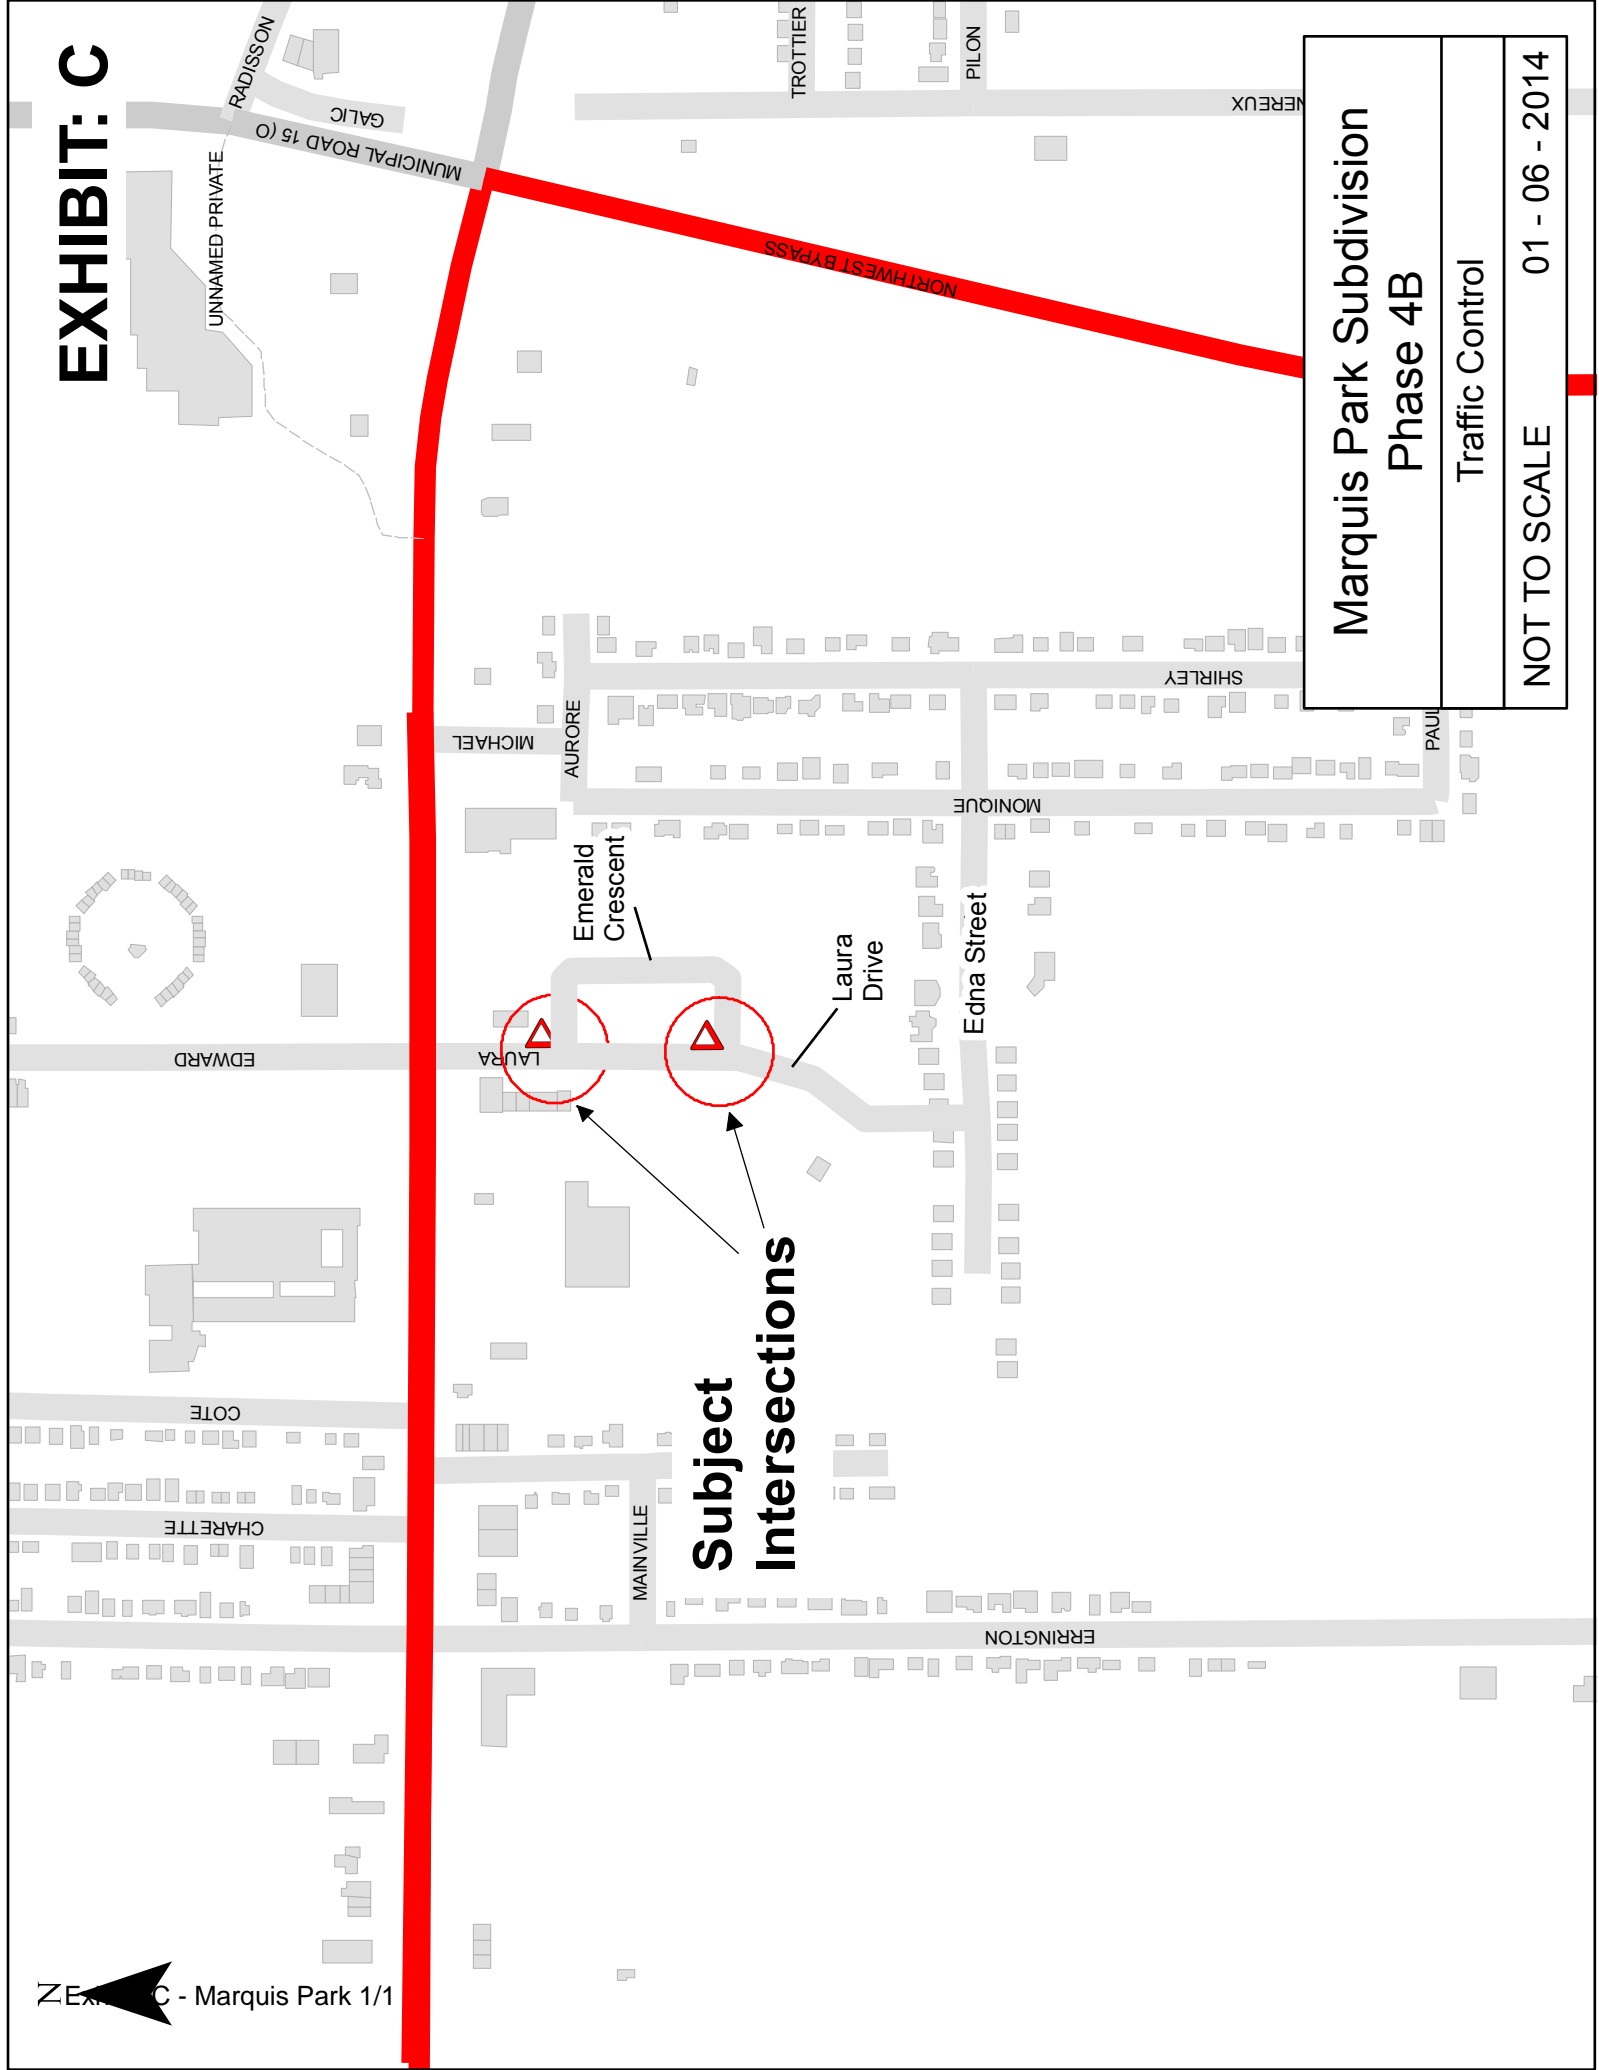 EXHIBIT: C
RADISSON
GALIC
MUNICIPAL ROAD 15 (O)
UNNAMED PRIVATE
TROTTIER
PILON
NORTHWEST BYPASS
MICHAEL
AURORE
SHIRLEY
MONIQUE
PAUL
Emerald
Crescent
Laura
Drive
Edna Street
EDWARD
LAURA
COTE
CHARETTE
MAINVILLE
ERRINGTON
Subject
Intersections
Marquis Park Subdivision
Phase 4B
Traffic Control
NOT TO SCALE 01 - 06 - 2014
N
C - Marquis Park 1/1